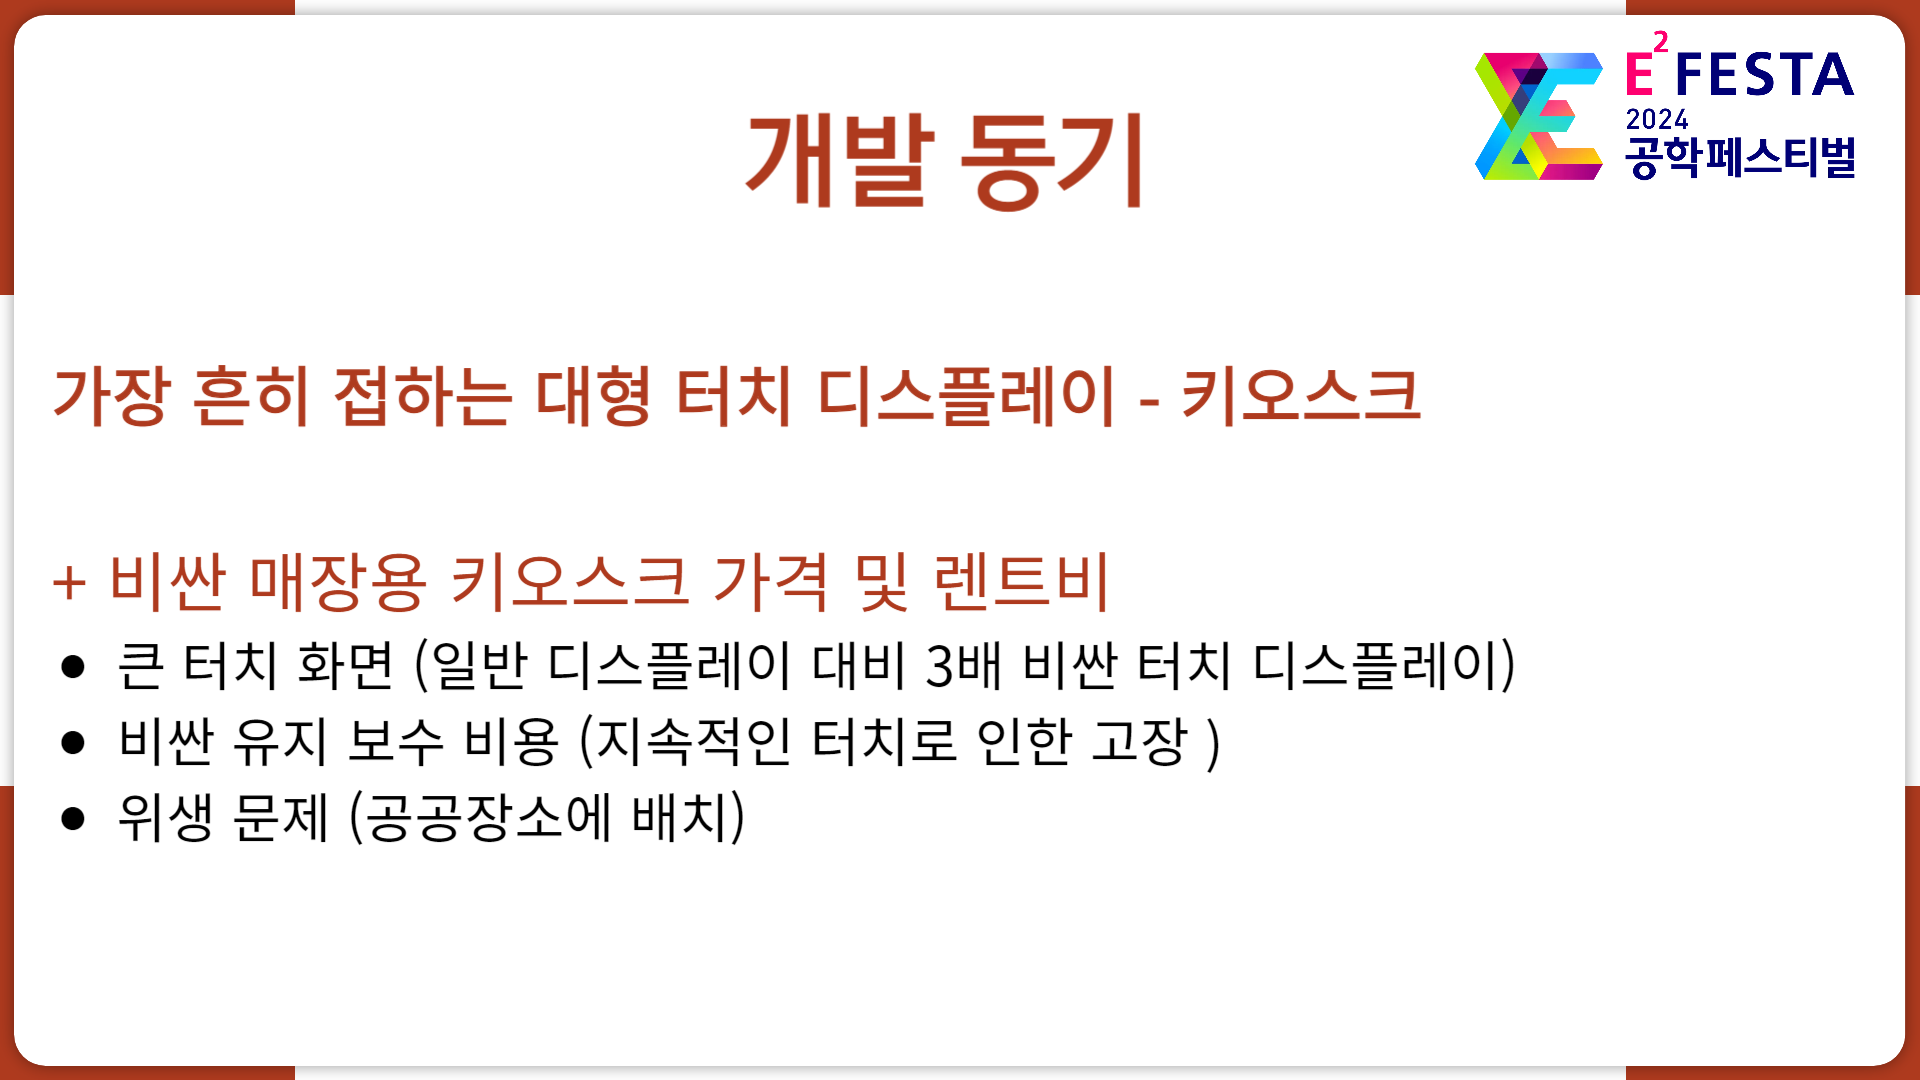 E²FESTA
2024
공학페스티벌
개발 동기
가장 흔히 접하는 대형 터치 디스플레이 - 키오스크
+ 비싼 매장용 키오스크 가격 및 렌트비
● 큰 터치 화면 (일반 디스플레이 대비 3배 비싼 터치 디스플레이)
● 비싼 유지 보수 비용 (지속적인 터치로 인한 고장 )
● 위생 문제 (공공장소에 배치)